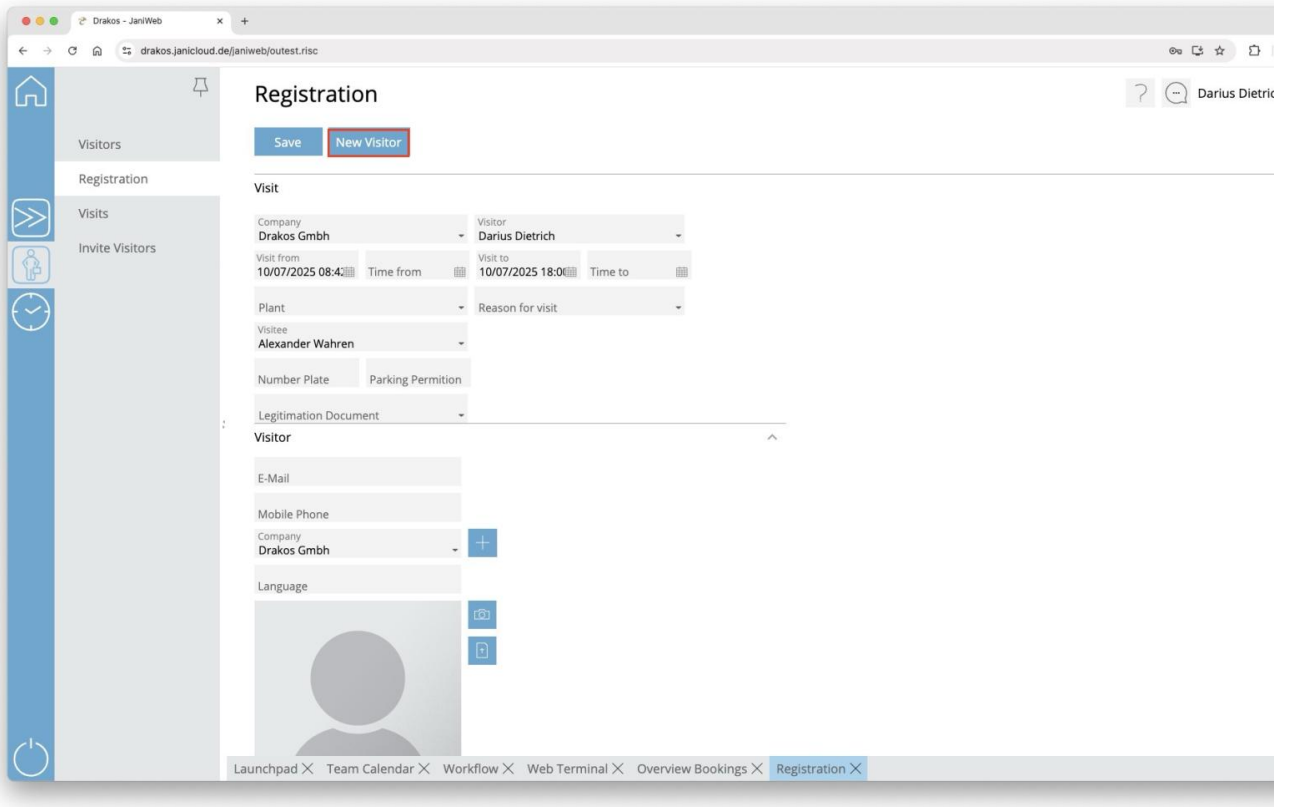 Drakos - JaniWeb
drakos.janicloud.de/janiweb/outest.risc
Registration
Darius Dietric
Save New Visitor
Visitors
Registration
Visits
Invite Visitors
Visit
Company Visitor
Drakos Gmbh Darius Dietrich
Visit from Visit to
10/07/2025 08:42 Time from 10/07/2025 18:00 Time to
Plant Reason for visit
Visitee
Alexander Wahren
Number Plate Parking Permition
Legitimation Document
Visitor
E-Mail
Mobile Phone
Company
Drakos Gmbh
Language
Launchpad Team Calendar Workflow Web Terminal Overview Bookings Registration